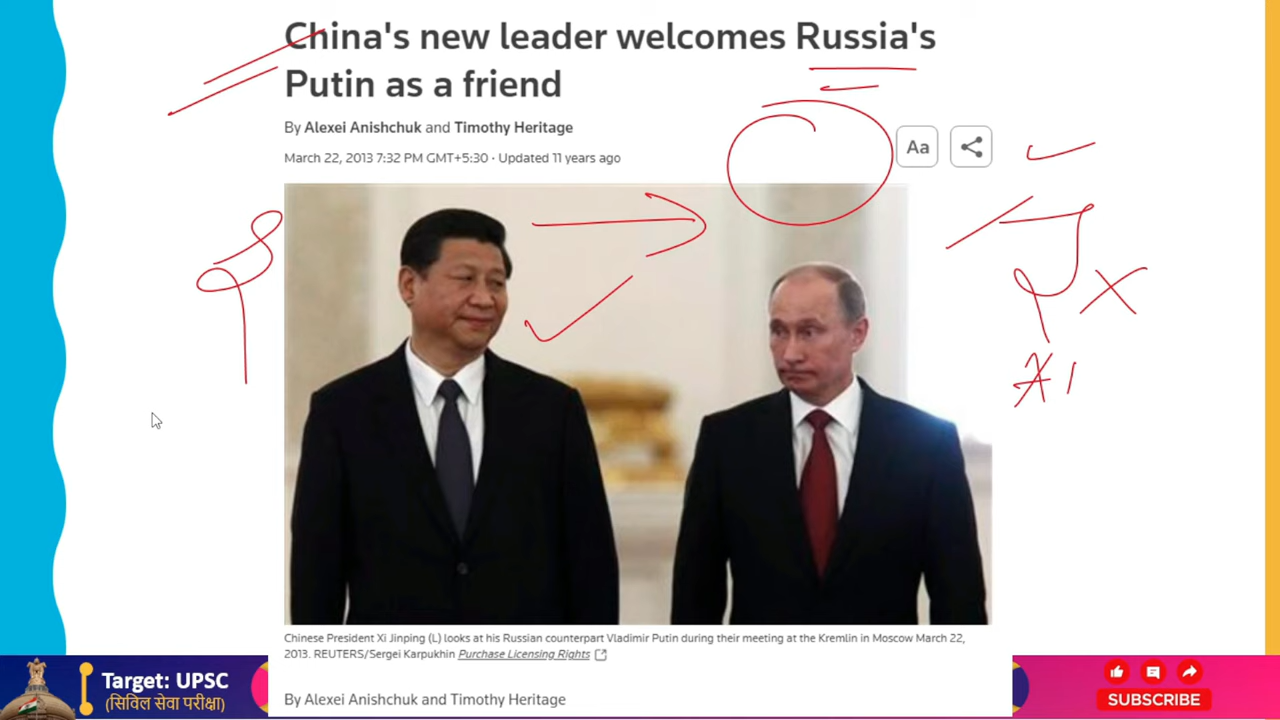 China's new leader welcomes Russia's
Putin as a friend
By Alexei Anishchuk and Timothy Heritage
March 22, 2013 7:32 PM GMT+5:30 · Updated 11 years ago
Aa
Chinese President Xi Jinping (L) looks at his Russian counterpart Vladimir Putin during their meeting at the Kremlin in Moscow March 22,
2013. REUTERS/Sergei Karpukhin Purchase Licensing Rights
By Alexei Anishchuk and Timothy Heritage
Target: UPSC
(सिविल सेवा परीक्षा)
SUBSCRIBE